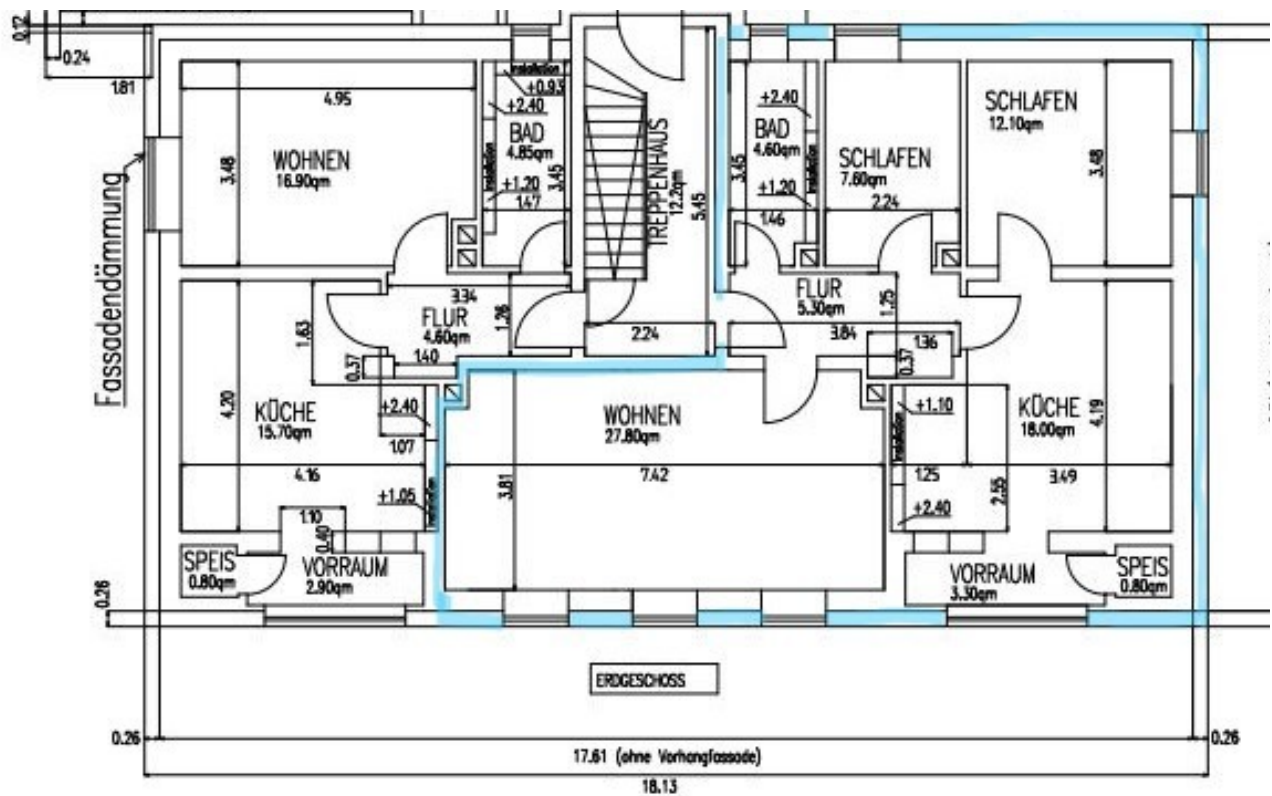 0.12
0.24
1.81
4.95
3.48
WOHNEN
16.90qm
Installation
+0.93
+2.40
BAD
4.85qm
Installation
+1.20
3.45
1.47
TREPPENHAUS
12.2qm
5.45
2.24
+2.40
BAD
4.60qm
Installation
+1.20
3.45
1.46
SCHLAFEN
7.60qm
2.24
SCHLAFEN
12.10qm
3.48
Fassadendämmung
3.34
FLUR
4.60qm
1.26
1.40
0.37
1.63
FLUR
5.30qm
1.25
3.84
1.36
0.37
4.20
KÜCHE
15.70qm
+2.40
1.07
4.16
+1.05
Installation
WOHNEN
27.80qm
7.42
3.81
+1.10
Installation
1.25
+2.40
2.55
KÜCHE
18.00qm
4.19
3.49
1.10
0.40
SPEIS
0.80qm
VORRAUM
2.90qm
VORRAUM
3.30qm
SPEIS
0.80qm
0.26
ERDGESCHOSS
0.26
17.61 (ohne Vorhangfassade)
0.26
18.13